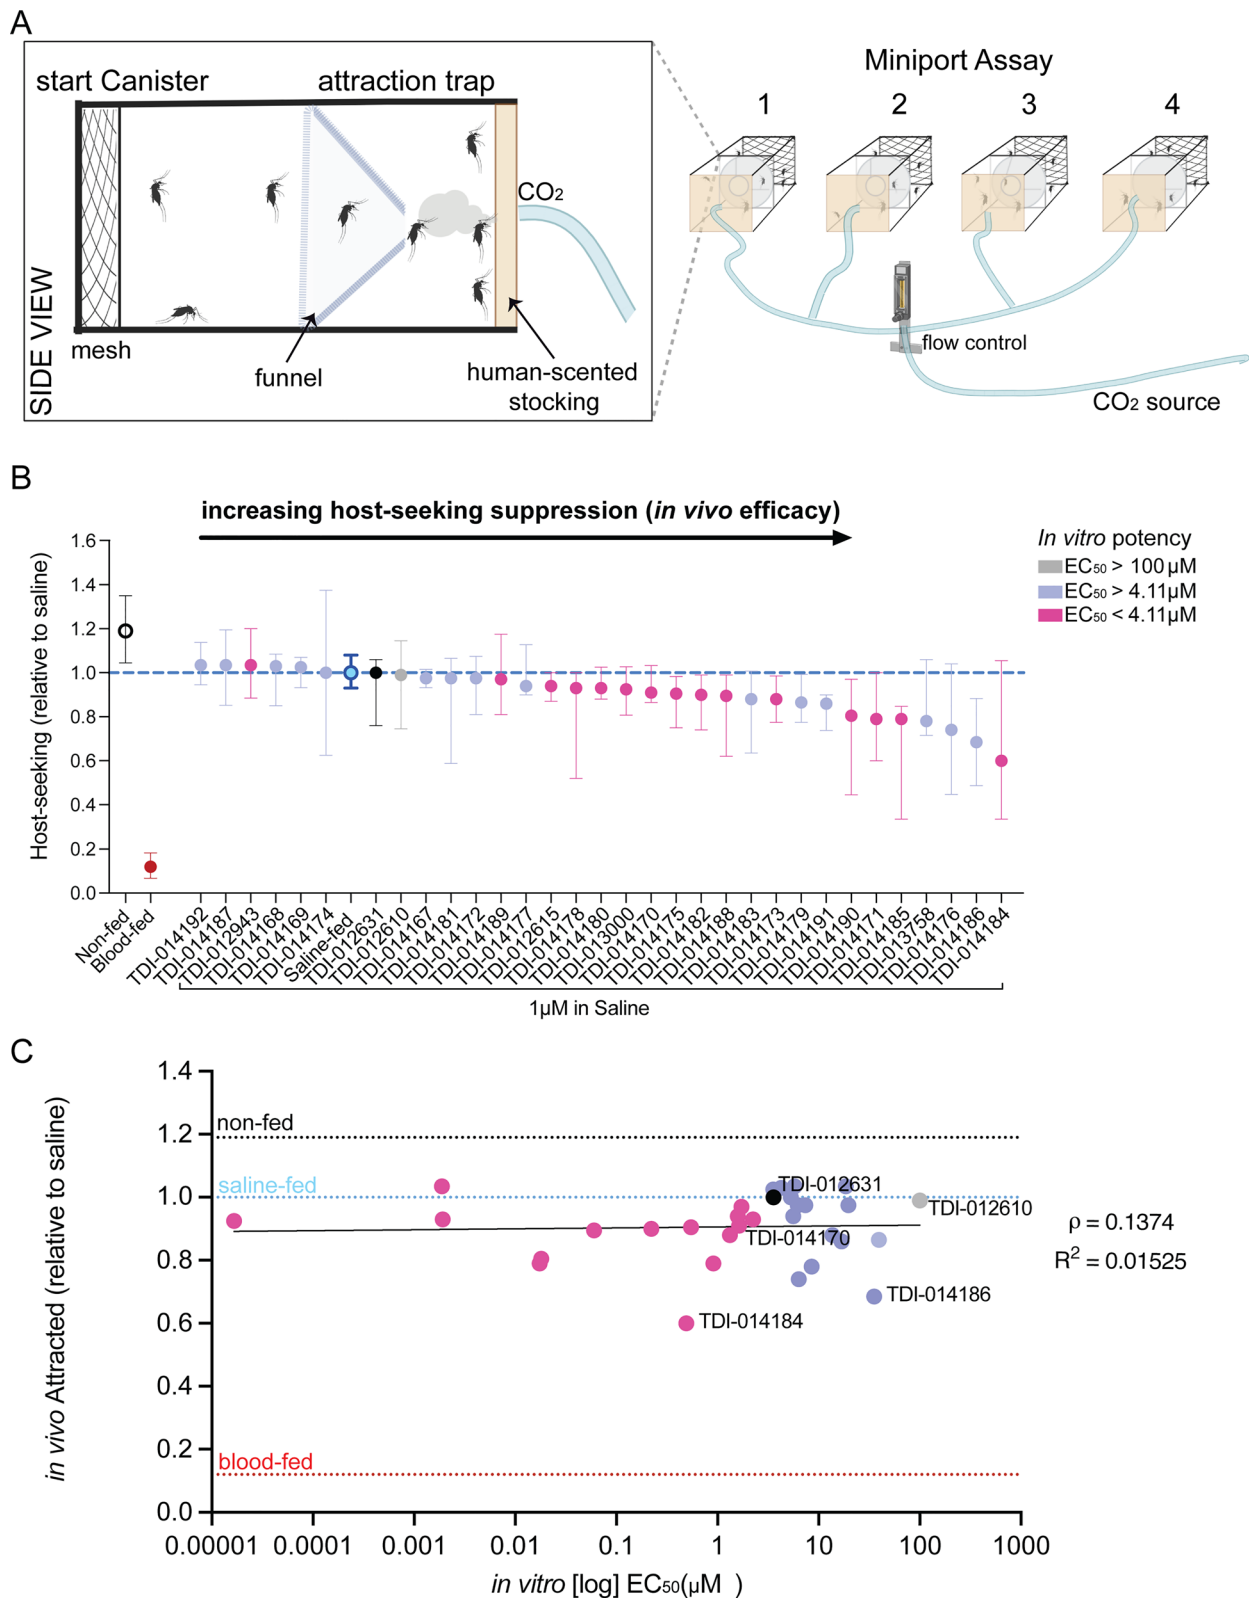 A
start Canister
attraction trap
CO2
SIDE VIEW
mesh
funnel
human-scented
stocking
Miniport Assay
1 2 3 4
flow control
CO2 source
B
increasing host-seeking suppression (in vivo efficacy)
In vitro potency
EC50 > 100 µM
EC50 > 4.11µM
EC50 < 4.11µM
Host-seeking (relative to saline)
1.6
1.4
1.2
1.0
0.8
0.6
0.4
0.2
0.0
Non-fed
Blood-fed
TDI-014192
TDI-014187
TDI-012943
TDI-014168
TDI-014169
TDI-014174
Saline-fed
TDI-012631
TDI-012610
TDI-014167
TDI-014181
TDI-014172
TDI-014189
TDI-014177
TDI-012615
TDI-014178
TDI-014180
TDI-013000
TDI-014170
TDI-014175
TDI-014182
TDI-014188
TDI-014183
TDI-014173
TDI-014179
TDI-014191
TDI-014190
TDI-014171
TDI-014185
TDI-013758
TDI-014176
TDI-014186
TDI-014184
1µM in Saline
C
in vivo Attracted (relative to saline)
1.4
1.2
1.0
0.8
0.6
0.4
0.2
0.0
non-fed
saline-fed
blood-fed
TDI-012631
TDI-012610
TDI-014170
TDI-014186
TDI-014184
ρ = 0.1374
R2 = 0.01525
0.00001 0.0001 0.001 0.01 0.1 1 10 100 1000
in vitro [log] EC50(µM )